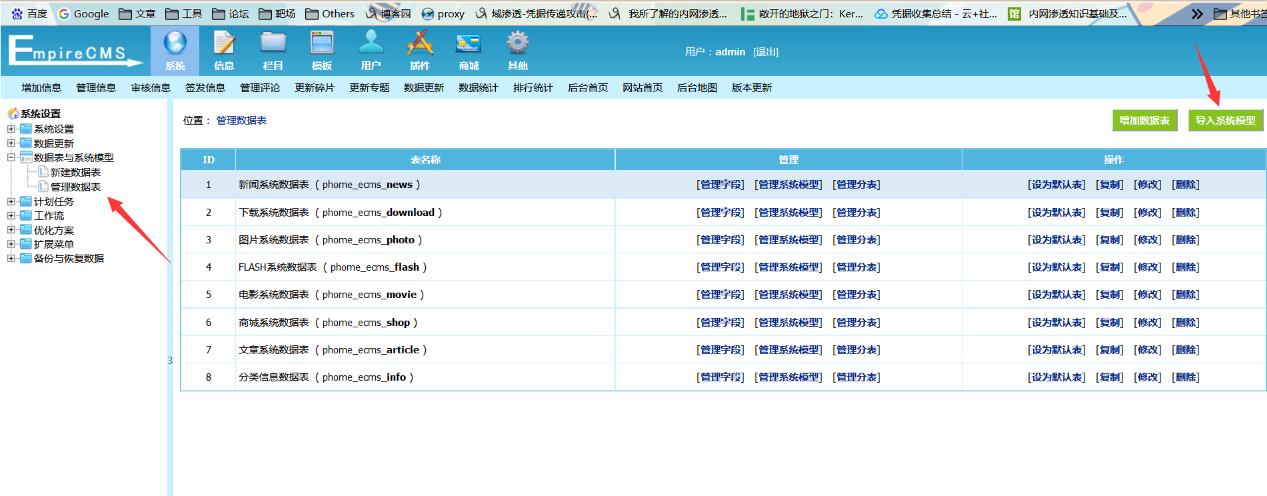 百度 Google 文章 工具 论坛 靶场 Others 博客园 proxy 域渗透-凭据传递攻击(... 我所了解的内网渗透... 敞开的地狱之门：Ker... 凭据收集总结 - 云+社... 内网渗透知识基础及... 其他书签
EmpireCMS
系统 信息 栏目 模板 用户 插件 商城 其他
用户：admin [退出]
增加信息 管理信息 审核信息 签发信息 管理评论 更新碎片 更新专题 数据更新 数据统计 排行统计 后台首页 网站首页 后台地图 版本更新
系统设置
系统设置
数据更新
数据表与系统模型
新建数据表
管理数据表
计划任务
工作流
优化方案
扩展菜单
备份与恢复数据
3
位置： 管理数据表
增加数据表 导入系统模型
ID 表名称 管理 操作
1 新闻系统数据表 ( phome_ecms_news ) [管理字段] [管理系统模型] [管理分表] [设为默认表] [复制] [修改] [删除]
2 下载系统数据表 ( phome_ecms_download ) [管理字段] [管理系统模型] [管理分表] [设为默认表] [复制] [修改] [删除]
3 图片系统数据表 ( phome_ecms_photo ) [管理字段] [管理系统模型] [管理分表] [设为默认表] [复制] [修改] [删除]
4 FLASH系统数据表 ( phome_ecms_flash ) [管理字段] [管理系统模型] [管理分表] [设为默认表] [复制] [修改] [删除]
5 电影系统数据表 ( phome_ecms_movie ) [管理字段] [管理系统模型] [管理分表] [设为默认表] [复制] [修改] [删除]
6 商城系统数据表 ( phome_ecms_shop ) [管理字段] [管理系统模型] [管理分表] [设为默认表] [复制] [修改] [删除]
7 文章系统数据表 ( phome_ecms_article ) [管理字段] [管理系统模型] [管理分表] [设为默认表] [复制] [修改] [删除]
8 分类信息数据表 ( phome_ecms_info ) [管理字段] [管理系统模型] [管理分表] [设为默认表] [复制] [修改] [删除]